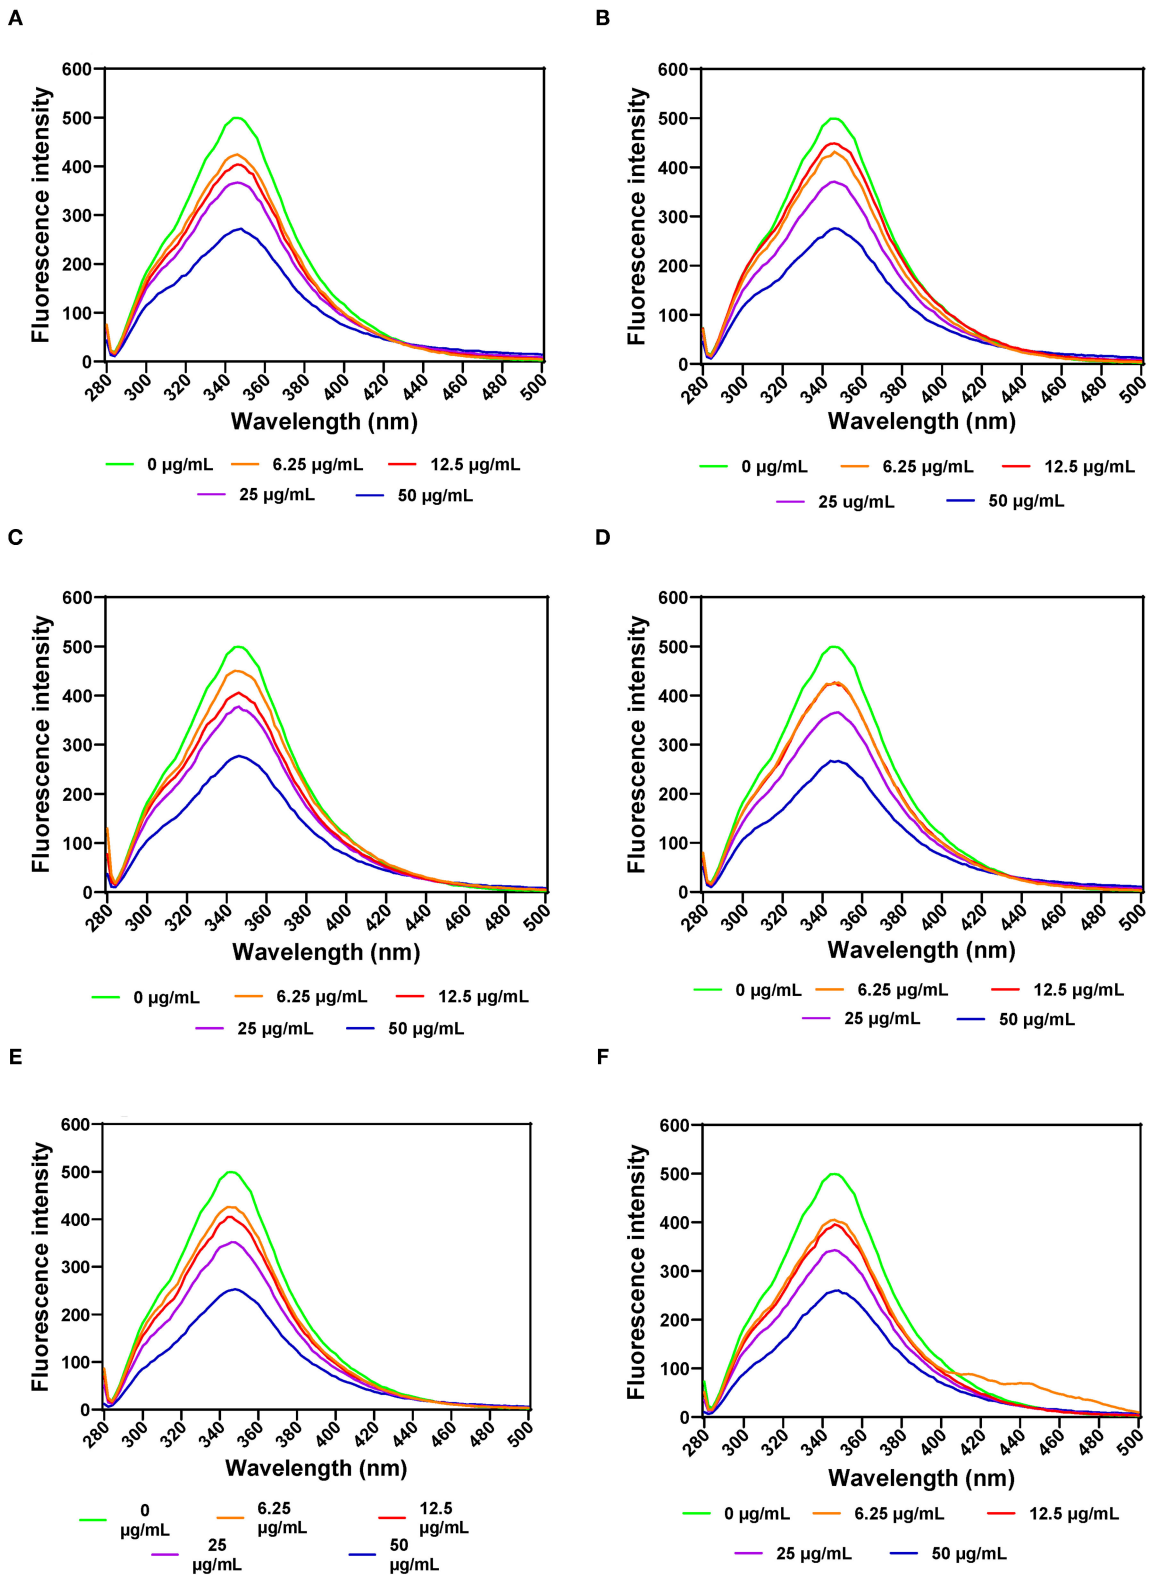 A
B
Fluorescence intensity
600
500
400
300
200
100
0
280 300 320 340 360 380 400 420 440 460 480 500
Wavelength (nm)
0 µg/mL 6.25 µg/mL 12.5 µg/mL
25 µg/mL 50 µg/mL
Fluorescence intensity
600
500
400
300
200
100
0
280 300 320 340 360 380 400 420 440 460 480 500
Wavelength (nm)
0 µg/mL 6.25 µg/mL 12.5 µg/mL
25 ug/mL 50 µg/mL
C
D
Fluorescence intensity
600
500
400
300
200
100
0
280 300 320 340 360 380 400 420 440 460 480 500
Wavelength (nm)
0 µg/mL 6.25 µg/mL 12.5 µg/mL
25 µg/mL 50 µg/mL
Fluorescence intensity
600
500
400
300
200
100
0
280 300 320 340 360 380 400 420 440 460 480 500
Wavelength (nm)
0 µg/mL 6.25 µg/mL 12.5 µg/mL
25 µg/mL 50 µg/mL
E
F
Fluorescence intensity
600
500
400
300
200
100
0
280 300 320 340 360 380 400 420 440 460 480 500
Wavelength (nm)
0 6.25 12.5
µg/mL µg/mL µg/mL
25 50
µg/mL µg/mL
Fluorescence intensity
600
500
400
300
200
100
0
280 300 320 340 360 380 400 420 440 460 480 500
Wavelength (nm)
0 µg/mL 6.25 µg/mL 12.5 µg/mL
25 µg/mL 50 µg/mL